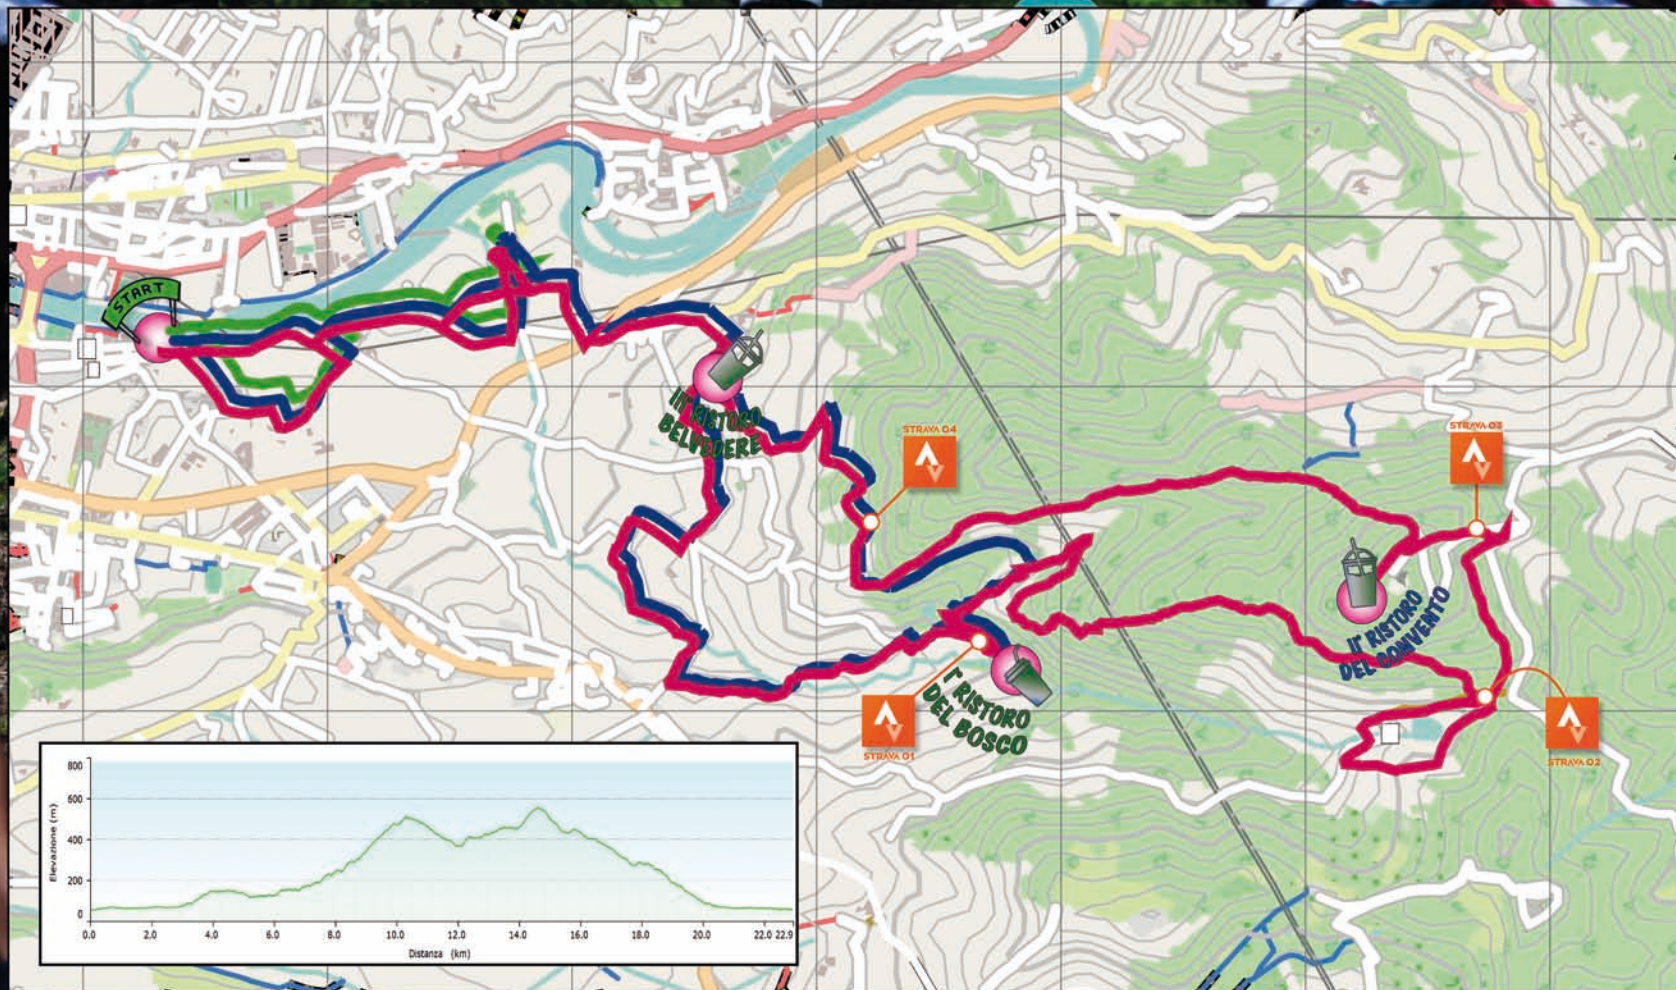 START
STRAVA 04
STRAVA 03
III° RISTORO
BELVEDERE
II° RISTORO
DEL CONVENTO
I° RISTORO
DEL BOSCO
STRAVA 01
STRAVA 02
Elevazione (m)
800
600
400
200
0
0.0 2.0 4.0 6.0 8.0 10.0 12.0 14.0 16.0 18.0 20.0 22.0 22.9
Distanza (km)